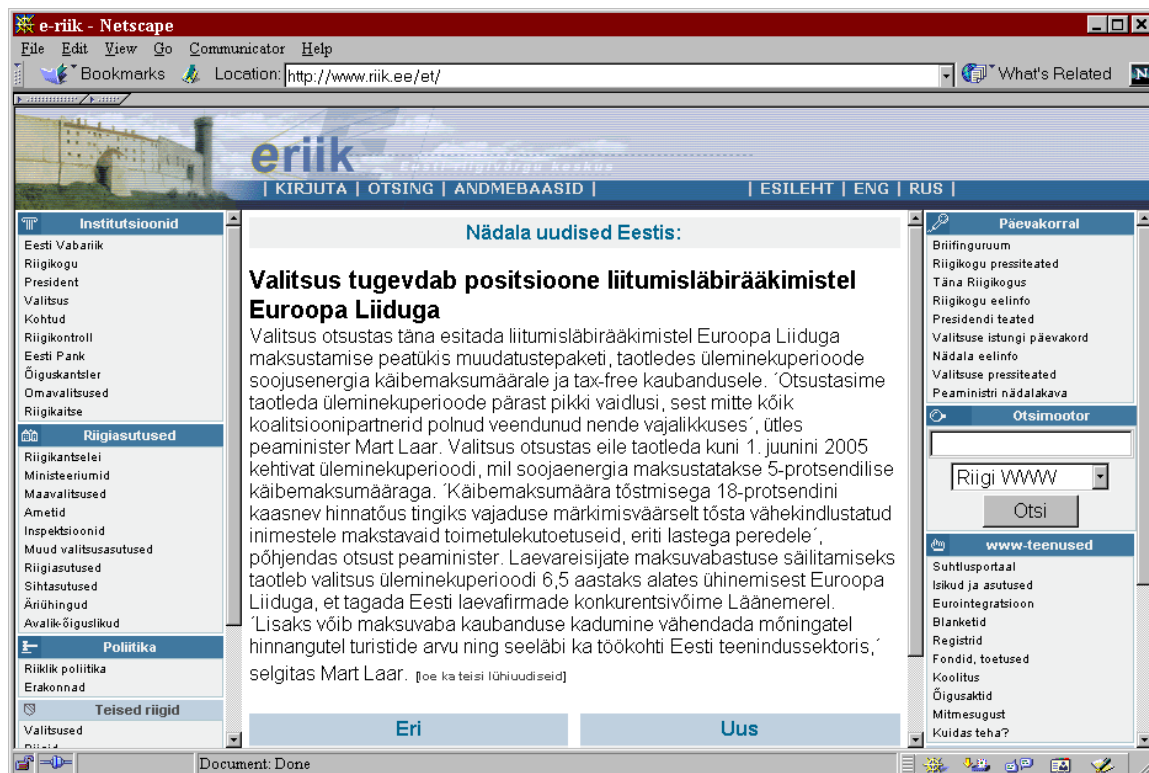 e-riik - Netscape
File Edit View Go Communicator Help
Bookmarks Location: http://www.riik.ee/et/ What's Related N
eriik
Eesti riigivõrgu keskus
| KIRJUTA | OTSING | ANDMEBAASID | | ESILEHT | ENG | RUS |
Institutsioonid
Eesti Vabariik
Riigikogu
President
Valitsus
Kohtud
Riigikontroll
Eesti Pank
Õiguskantsler
Omavalitsused
Riigikaitse
Riigiasutused
Riigikantselei
Ministeeriumid
Maavalitsused
Ametid
Inspektsioonid
Muud valitsusasutused
Riigiasutused
Sihtasutused
Äriühingud
Avalik-õiguslikud
Poliitika
Riiklik poliitika
Erakonnad
Teised riigid
Valitsused
Nädala uudised Eestis:
Valitsus tugevdab positsioone liitumisläbirääkimistel
Euroopa Liiduga
Valitsus otsustas täna esitada liitumisläbirääkimistel Euroopa Liiduga
maksustamise peatükis muudatustepaketi, taotledes üleminekuperioode
soojusenergia käibemaksumäärale ja tax-free kaubandusele. ´Otsustasime
taotleda üleminekuperioode pärast pikki vaidlusi, sest mitte kõik
koalitsioonipartnerid polnud veendunud nende vajalikkuses´, ütles
peaminister Mart Laar. Valitsus otsustas eile taotleda kuni 1. juunini 2005
kehtivat üleminekuperioodi, mil soojaenergia maksustatakse 5-protsendilise
käibemaksumääraga. ´Käibemaksumäära tõstmisega 18-protsendini
kaasnev hinnatõus tingiks vajaduse märkimisväärselt tõsta vähekindlustatud
inimestele makstavaid toimetulekutoetuseid, eriti lastega peredele´,
põhjendas otsust peaminister. Laevareisijate maksuvabastuse säilitamiseks
taotleb valitsus üleminekuperioodi 6,5 aastaks alates ühinemisest Euroopa
Liiduga, et tagada Eesti laevafirmade konkurentsivõime Läänemerel.
´Lisaks võib maksuvaba kaubanduse kadumine vähendada mõningatel
hinnangutel turistide arvu ning seeläbi ka töökohti Eesti teenindussektoris,´
selgitas Mart Laar. [loe ka teisi lühiuudiseid]
Eri Uus
Päevakorral
Briifinguruum
Riigikogu pressiteated
Täna Riigikogus
Riigikogu eelinfo
Presidendi teated
Valitsuse istungi päevakord
Nädala eelinfo
Valitsuse pressiteated
Peaministri nädalakava
Otsimootor
Riigi WWW
Otsi
www-teenused
Suhtlusportaal
Isikud ja asutused
Eurointegratsioon
Blanketid
Registrid
Fondid, toetused
Koolitus
Õigusaktid
Mitmesugust
Kuidas teha?
Document: Done